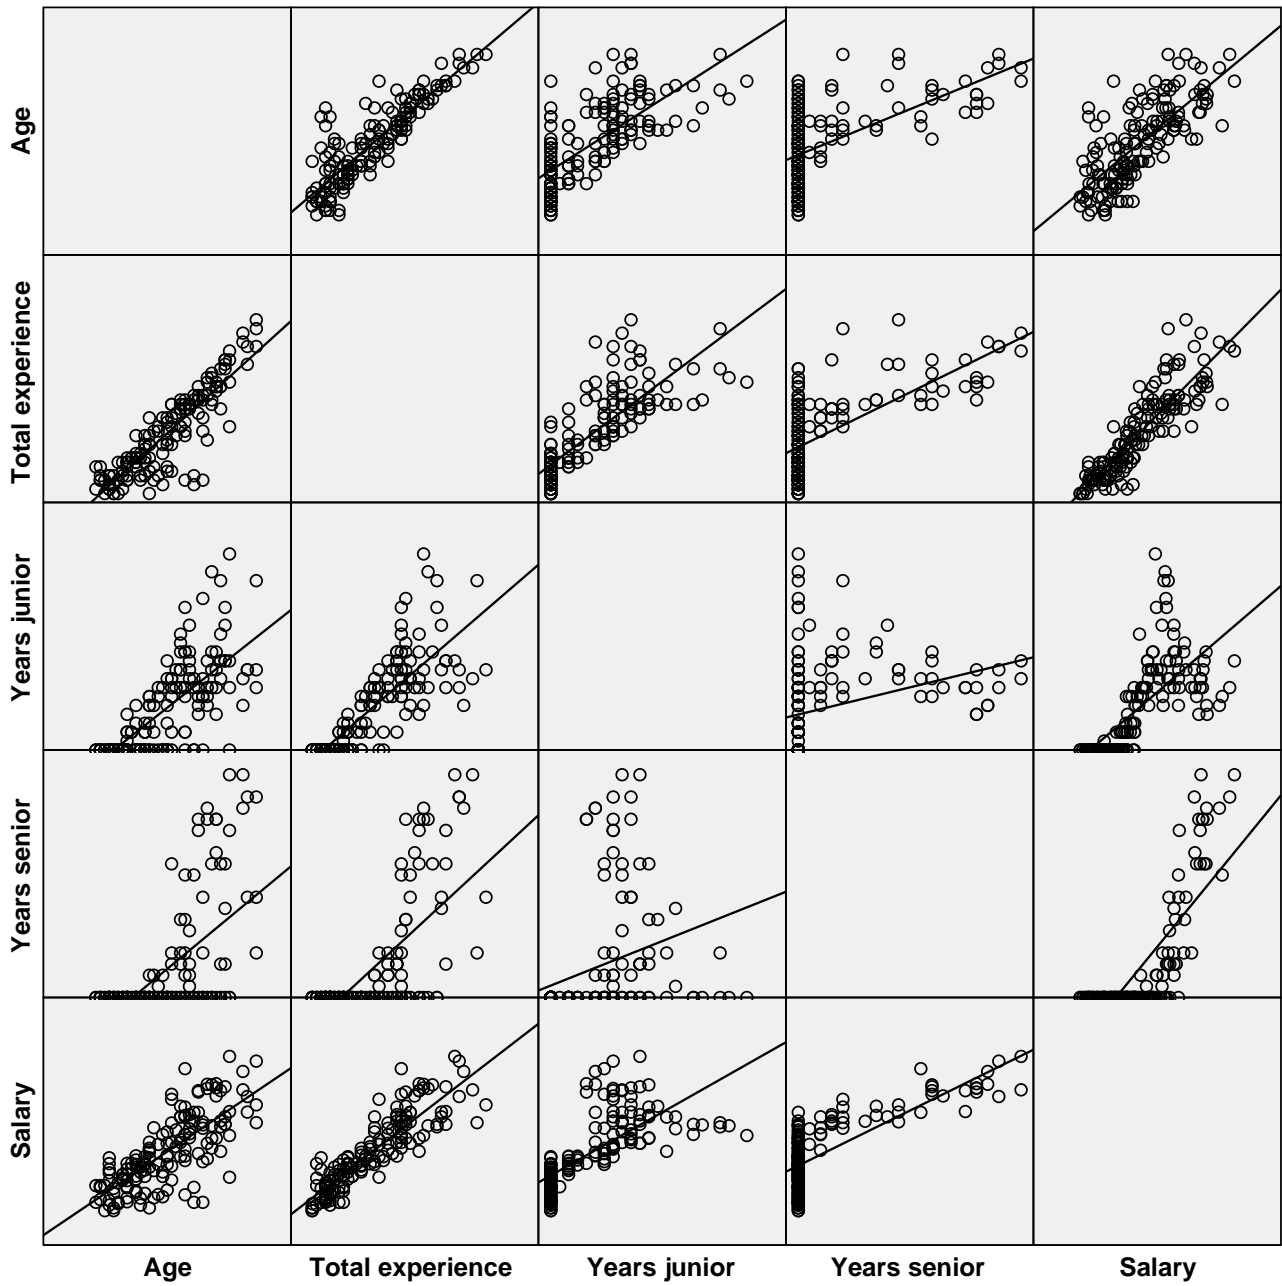 Age
Total experience
Years junior
Years senior
Salary
Age
Total experience
Years junior
Years senior
Salary